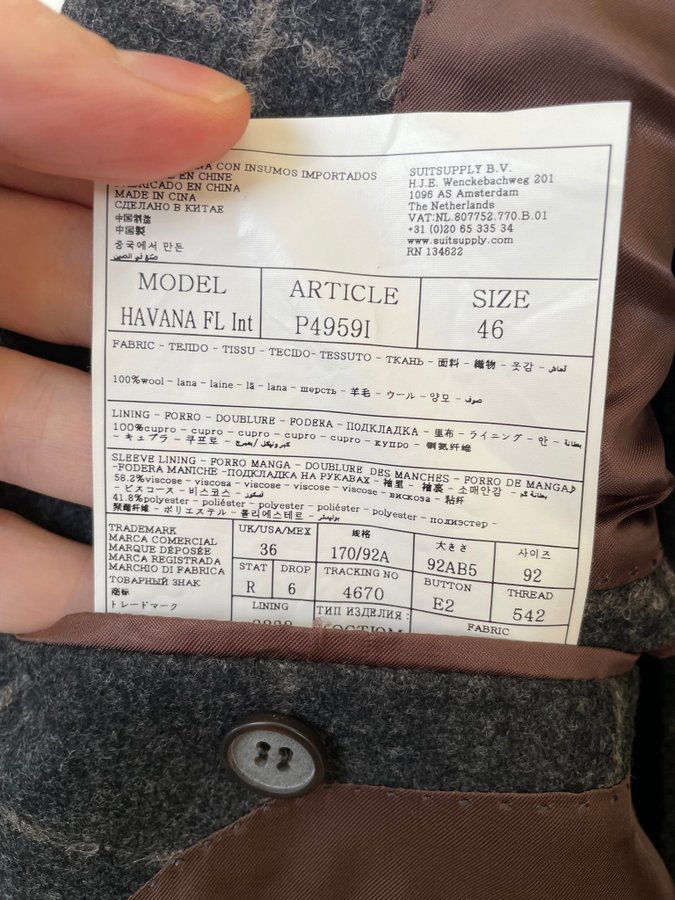 CON INSUMOS IMPORTADOS
EN CHINE
FABRICADO EN CHINA
MADE IN CINA
СДЕЛАНО В КИТАЕ
中国制造
中国製
중국에서 만든
صنع في الصين
SUITSUPPLY B.V.
H.J.E. Wenckebachweg 201
1096 AS Amsterdam
The Netherlands
VAT:NL.807752.770.B.01
+31 (0)20 65 335 34
www.suitsupply.com
RN 134622
MODEL
HAVANA FL Int
ARTICLE
P4959I
SIZE
46
FABRIC - TEJIDO - TISSU - TECIDO- TESSUTO - ТКАНЬ - 面料 - 織物 - 옷감 - قماش
100%wool - lana - laine - lã - lana - шерсть - 羊毛 - ウール - 양모 - صوف
LINING - FORRO - DOUBLURE - FODERA - ПОДКЛАДКА - 里布 - ライニング - 안 - بطانة
100%cupro - cupro - cupro - cupro - cupro - купро - 铜氨纤维
- キュプラ - 쿠프로 -
SLEEVE LINING - FORRO MANGA - DOUBLURE DES MANCHES - FORRO DE MANGA
-FODERA MANICHE -ПОДКЛАДКА НА РУКАВАХ- 袖里 - 袖裏 - 소매안감 - بطانة كم
58.2%viscose - viscosa - viscose - viscose - viscose - вискоза - 粘纤
- ビスコース - 비스코스 - فسكوز
41.8%polyester - poliéster - polyester - polyester - полиэстер -
聚酯纤维 - ポリエステル - 폴리에스테르 - بوليستر
TRADEMARK
MARCA COMERCIAL
MARQUE DÉPOSÉE
MARCA REGISTRADA
MARCHIO DI FABRICA
ТОВАРНЫЙ ЗНАК
商标
トレードマーク
UK/USA/MEX
36
规格
170/92A
大きさ
92AB5
사이즈
92
STAT
R
DROP
6
TRACKING NO
4670
BUTTON
E2
THREAD
542
LINING
ТИП ИЗДЕЛИЯ:
FABRIC